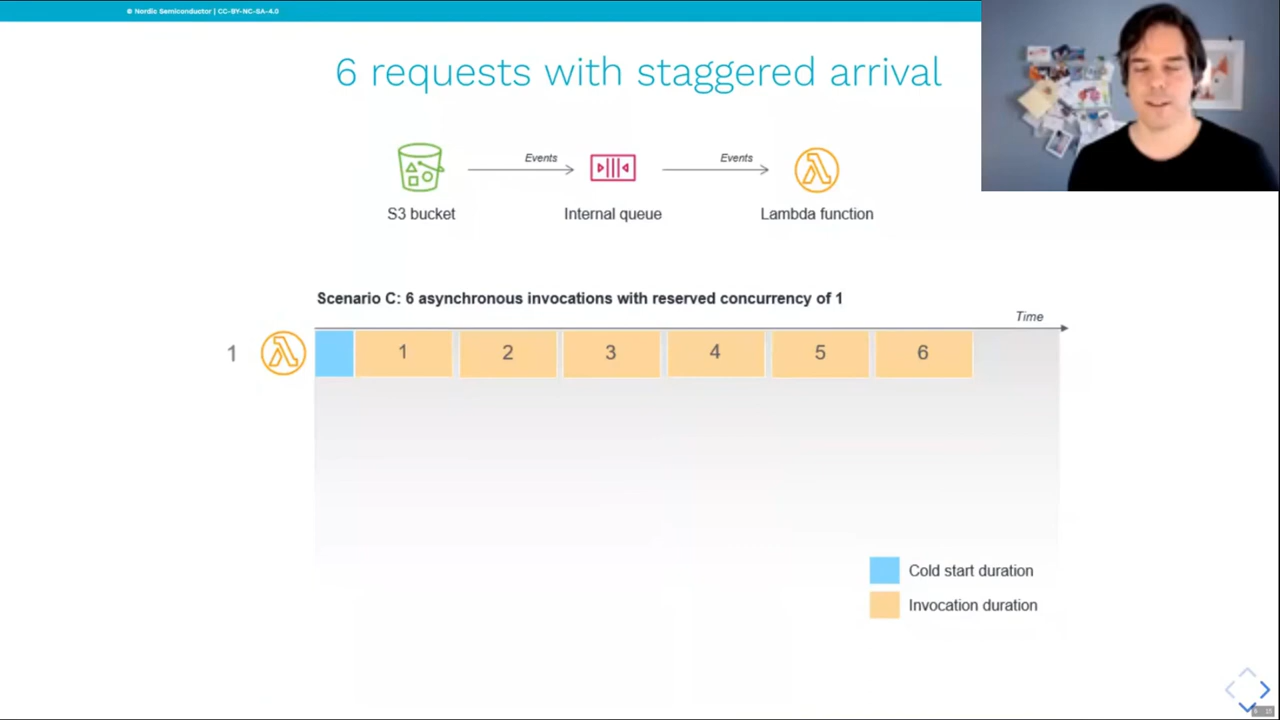 © Nordic Semiconductor | CC-BY-NC-SA-4.0
6 requests with staggered arrival
Events
Events
S3 bucket
Internal queue
Lambda function
Scenario C: 6 asynchronous invocations with reserved concurrency of 1
Time
1
1
2
3
4
5
6
Cold start duration
Invocation duration